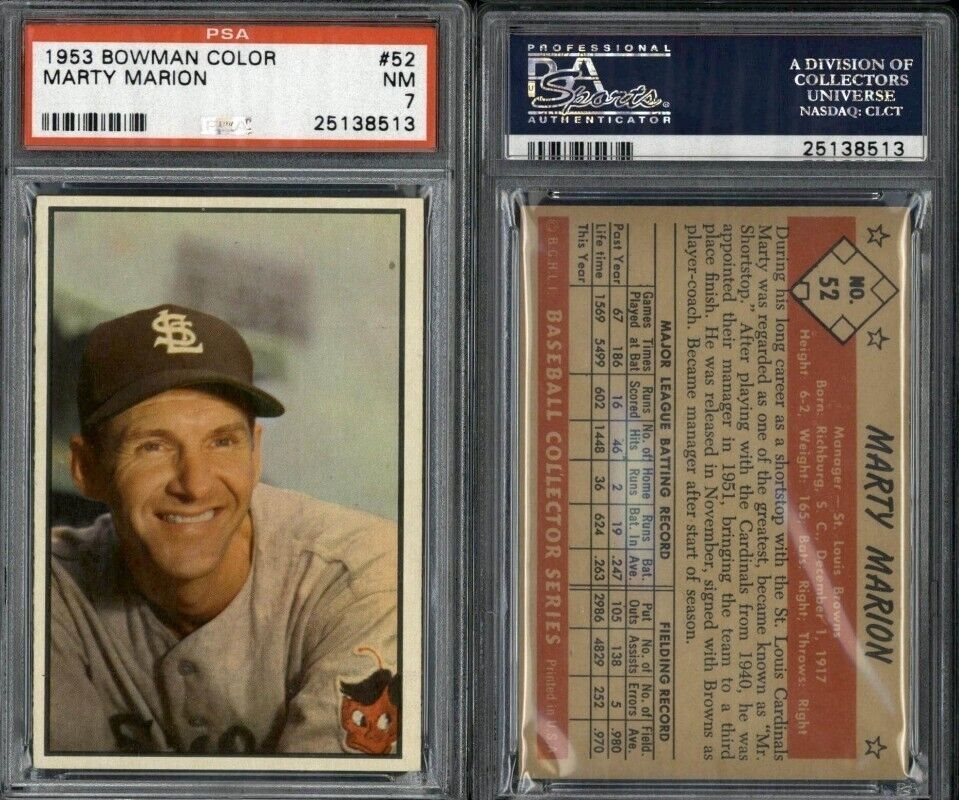 PSA
1953 BOWMAN COLOR #52
MARTY MARION NM
7
25138513
SL
PROFESSIONAL
PSA
Sports
AUTHENTICATOR
A DIVISION OF
COLLECTORS
UNIVERSE
NASDAQ: CLCT
25138513
NO.
52
MARTY MARION
Manager — St. Louis Browns
Born: Richburg, S. C., December 1, 1917
Height: 6-2, Weight: 165, Bats: Right; Throws: Right
During his long career as a shortstop with the St. Louis Cardinals
Marty was regarded as one of the greatest, became known as "Mr.
Shortstop." After playing with the Cardinals from 1940, he was
appointed their manager in 1951, bringing the team to a third
place finish. He was released in November, signed with Browns as
player-coach. Became manager after start of season.
MAJOR LEAGUE BATTING RECORD FIELDING RECORD
Games Times Runs No. of Home Runs Bat. Put No. of No. of Field.
Played at Bat Scored Hits Runs Bat. In Ave. Outs Assists Errors Ave.
Past Year 67 186 16 46 2 19 .247 105 138 5 .980
Life time 1569 5499 602 1448 36 624 .263 2986 4829 252 .970
This Year
© B.G.H.L.I. BASEBALL COLLECTOR SERIES Printed in U.S.A.